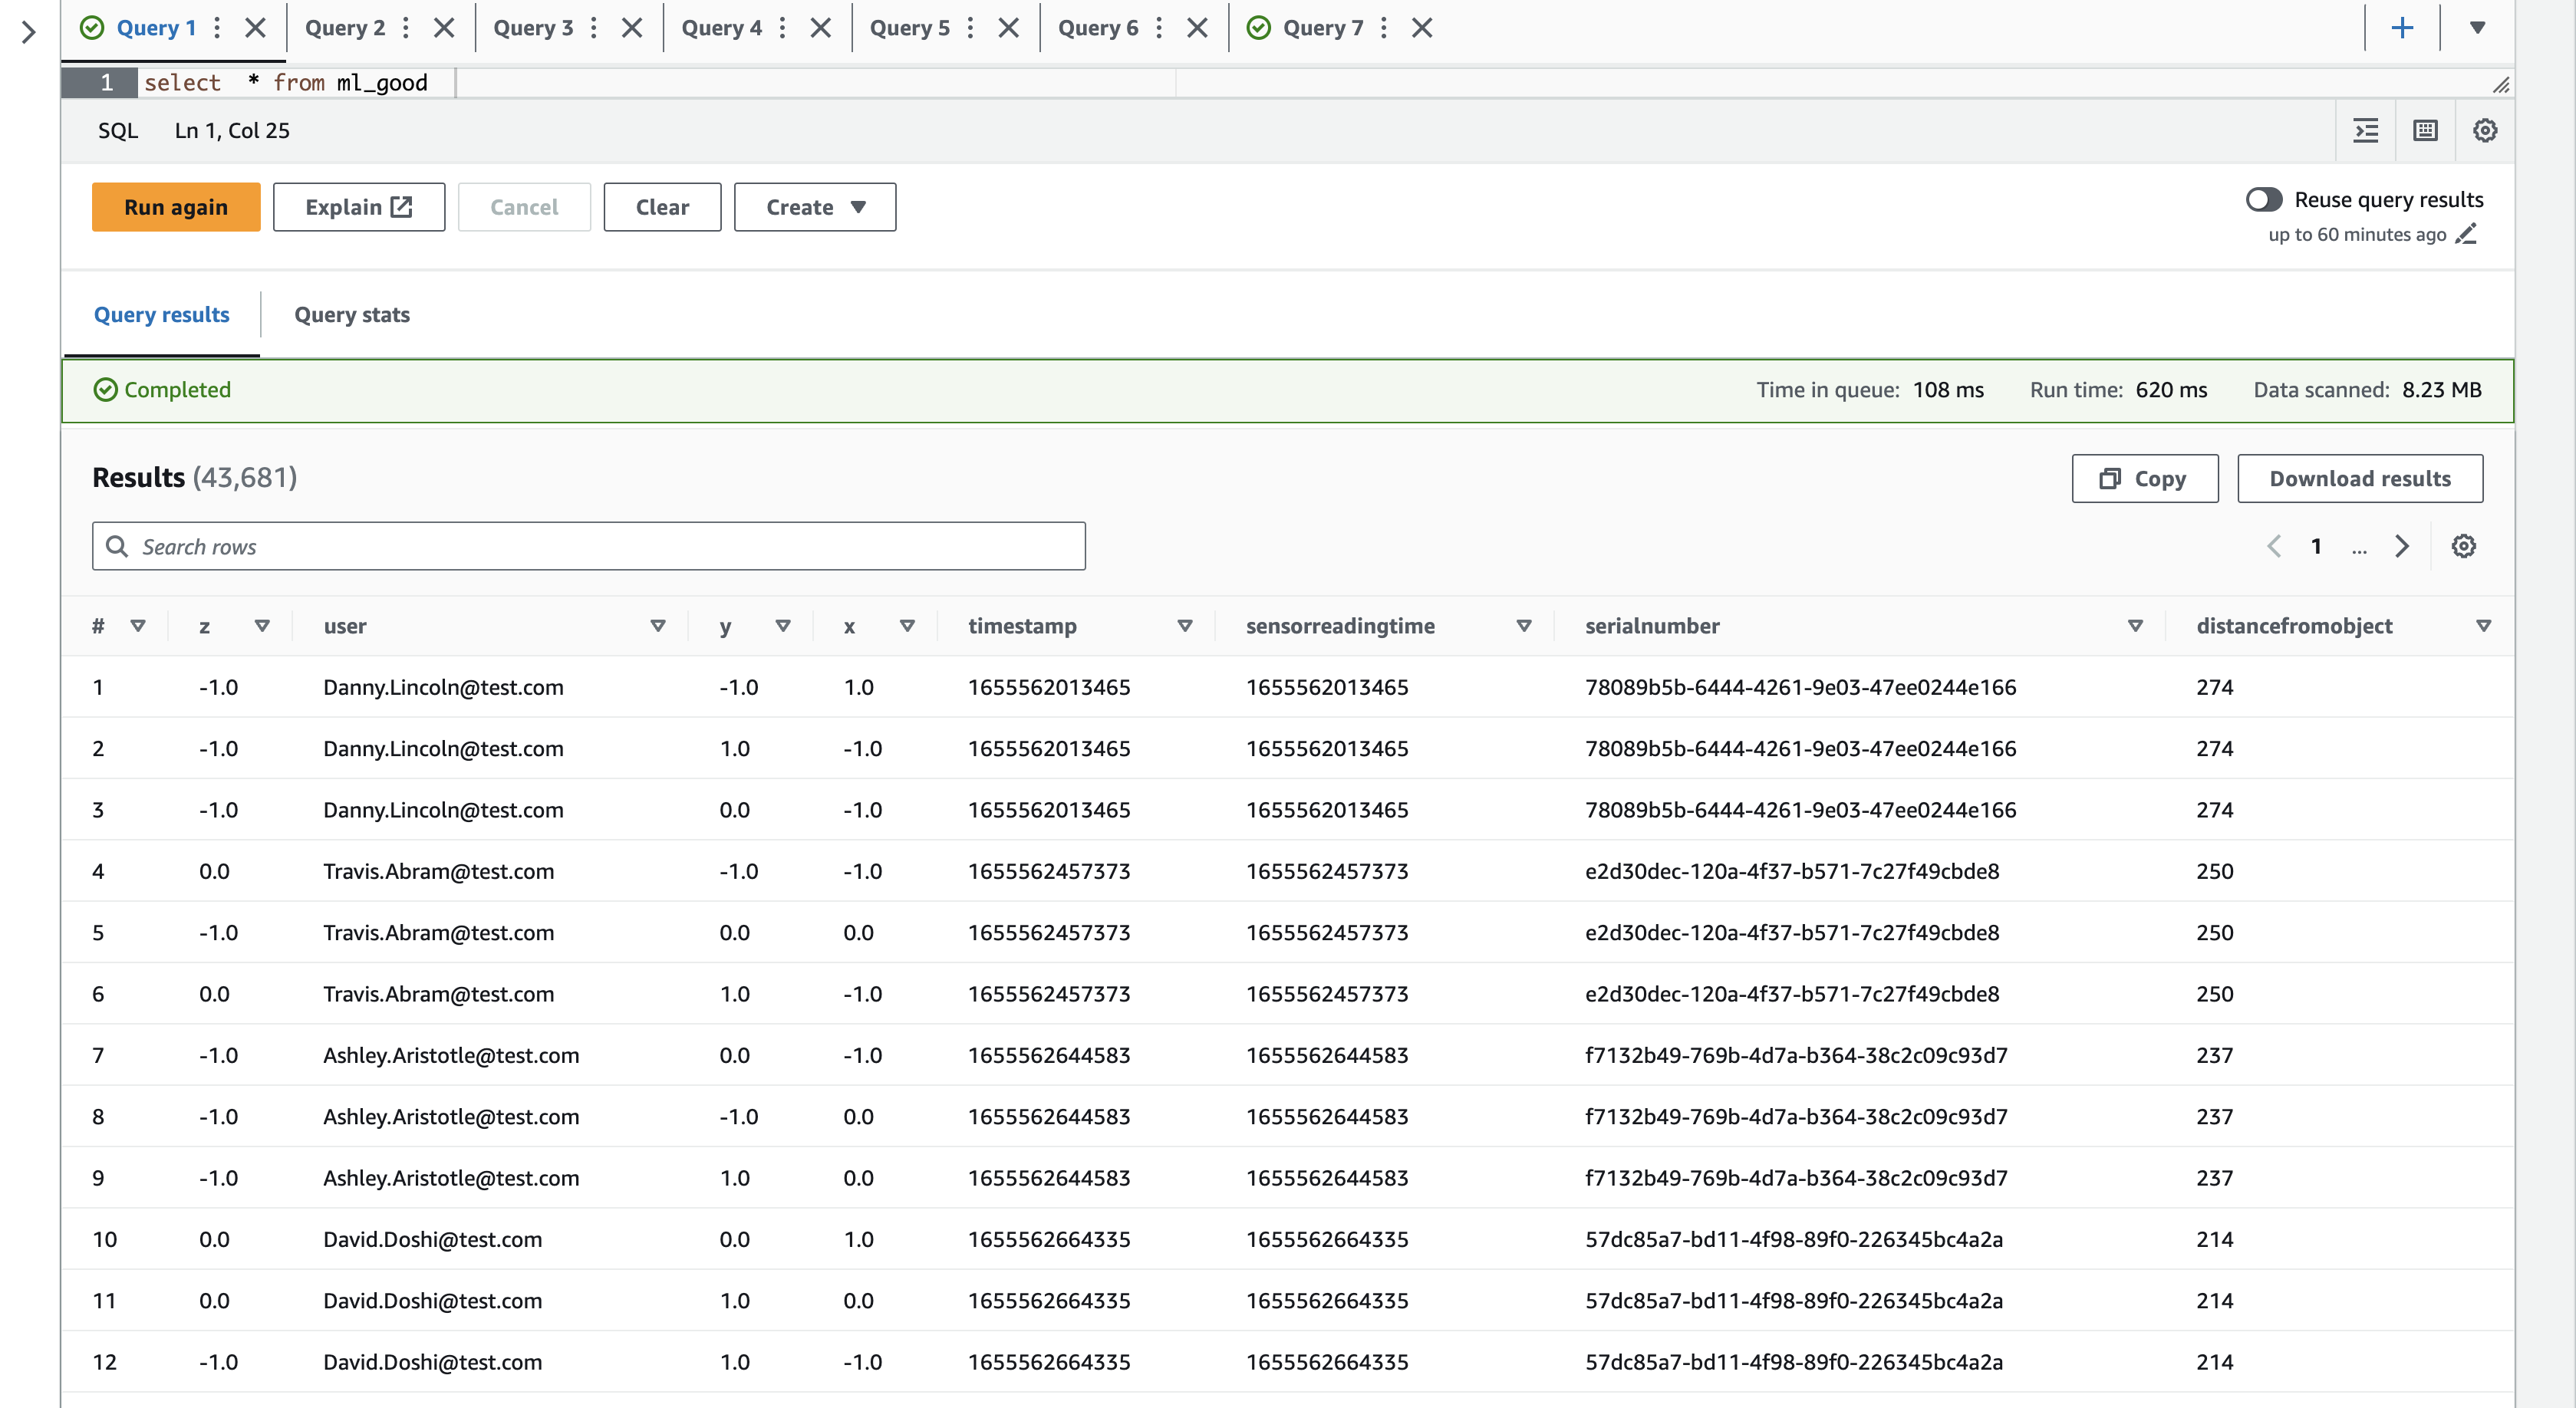 Query 1 Query 2 Query 3 Query 4 Query 5 Query 6 Query 7
1 select * from ml_good
SQL Ln 1, Col 25
Run again Explain Cancel Clear Create Reuse query results
up to 60 minutes ago
Query results Query stats
Completed Time in queue: 108 ms Run time: 620 ms Data scanned: 8.23 MB
Results (43,681) Copy Download results
Search rows 1 ...
# z user y x timestamp sensorreadingtime serialnumber distancefromobject
1 -1.0 Danny.Lincoln@test.com -1.0 1.0 1655562013465 1655562013465 78089b5b-6444-4261-9e03-47ee0244e166 274
2 -1.0 Danny.Lincoln@test.com 1.0 -1.0 1655562013465 1655562013465 78089b5b-6444-4261-9e03-47ee0244e166 274
3 -1.0 Danny.Lincoln@test.com 0.0 -1.0 1655562013465 1655562013465 78089b5b-6444-4261-9e03-47ee0244e166 274
4 0.0 Travis.Abram@test.com -1.0 -1.0 1655562457373 1655562457373 e2d30dec-120a-4f37-b571-7c27f49cbde8 250
5 -1.0 Travis.Abram@test.com 0.0 0.0 1655562457373 1655562457373 e2d30dec-120a-4f37-b571-7c27f49cbde8 250
6 0.0 Travis.Abram@test.com 1.0 -1.0 1655562457373 1655562457373 e2d30dec-120a-4f37-b571-7c27f49cbde8 250
7 -1.0 Ashley.Aristotle@test.com 0.0 -1.0 1655562644583 1655562644583 f7132b49-769b-4d7a-b364-38c2c09c93d7 237
8 -1.0 Ashley.Aristotle@test.com -1.0 0.0 1655562644583 1655562644583 f7132b49-769b-4d7a-b364-38c2c09c93d7 237
9 -1.0 Ashley.Aristotle@test.com 1.0 0.0 1655562644583 1655562644583 f7132b49-769b-4d7a-b364-38c2c09c93d7 237
10 0.0 David.Doshi@test.com 0.0 1.0 1655562664335 1655562664335 57dc85a7-bd11-4f98-89f0-226345bc4a2a 214
11 0.0 David.Doshi@test.com 1.0 0.0 1655562664335 1655562664335 57dc85a7-bd11-4f98-89f0-226345bc4a2a 214
12 -1.0 David.Doshi@test.com 1.0 -1.0 1655562664335 1655562664335 57dc85a7-bd11-4f98-89f0-226345bc4a2a 214